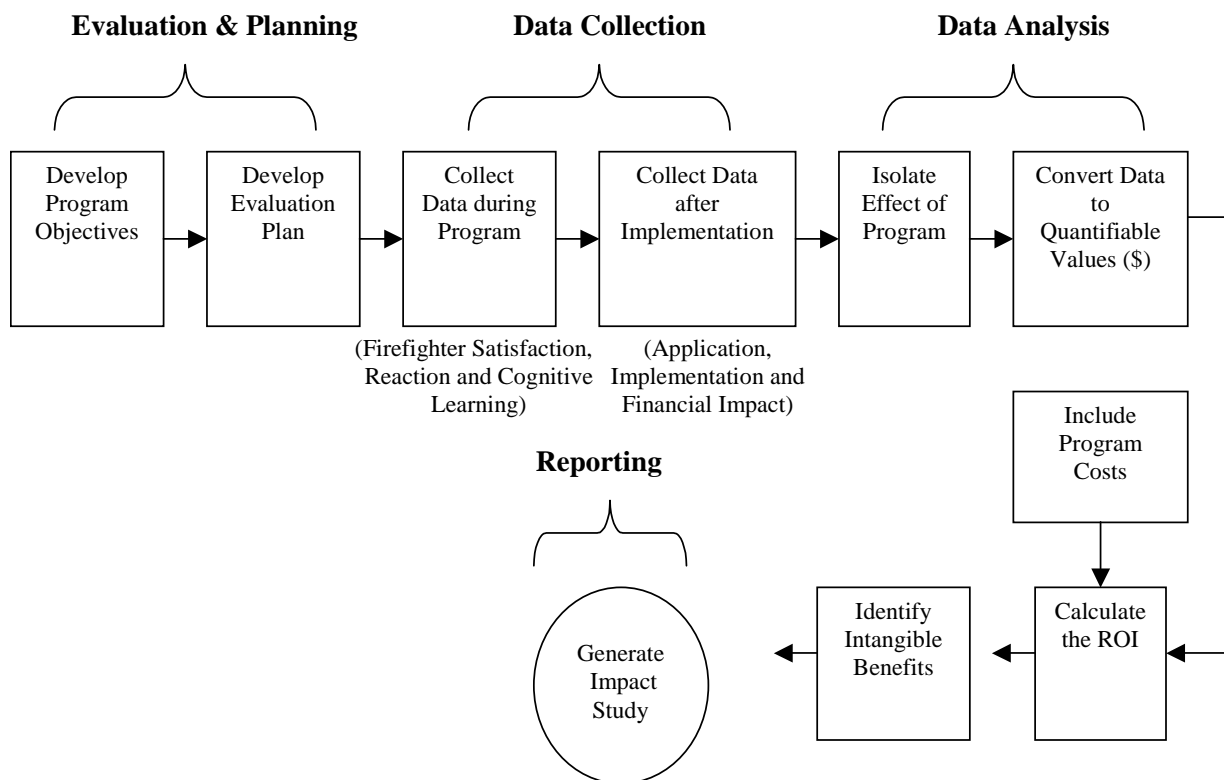 Evaluation & Planning
Data Collection
Data Analysis
Develop
Program
Objectives
Develop
Evaluation
Plan
Collect
Data during
Program
Collect Data
after
Implementation
Isolate
Effect of
Program
Convert Data
to
Quantifiable
Values ($)
(Firefighter Satisfaction,
Reaction and Cognitive
Learning)
(Application,
Implementation and
Financial Impact)
Include
Program
Costs
Reporting
Calculate
the ROI
Identify
Intangible
Benefits
Generate
Impact
Study